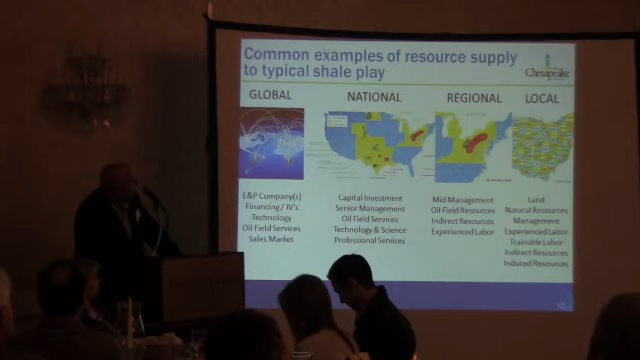 Common examples of resource supply
to typical shale play
Chesapeake
GLOBAL
NATIONAL
REGIONAL
LOCAL
E&P Company(s)
Financing / IV's
Technology
Oil Field Services
Sales Market
Capital Investment
Senior Management
Oil Field Services
Technology & Science
Professional Services
Mid Management
Oil Field Resources
Indirect Resources
Experienced Labor
Land
Natural Resources
Management
Experienced Labor
Trainable Labor
Indirect Resources
Induced Resources